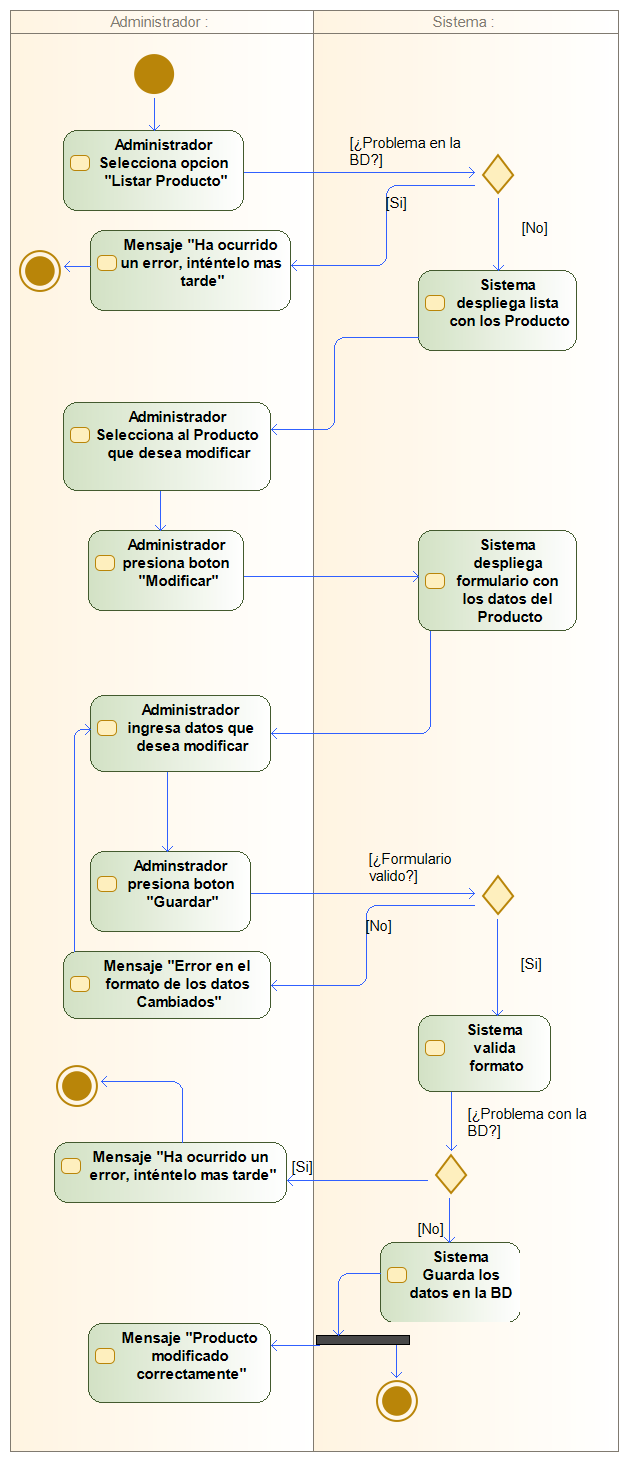 Administrador :
Sistema :
Administrador
Selecciona opcion
"Listar Producto"
[¿Problema en la
BD?]
[Si]
[No]
Mensaje "Ha ocurrido
un error, inténtelo mas
tarde"
Sistema
despliega lista
con los Producto
Administrador
Selecciona al Producto
que desea modificar
Administrador
presiona boton
"Modificar"
Sistema
despliega
formulario con
los datos del
Producto
Administrador
ingresa datos que
desea modificar
Adminstrador
presiona boton
"Guardar"
[¿Formulario
valido?]
[No]
[Si]
Mensaje "Error en el
formato de los datos
Cambiados"
Sistema
valida
formato
[¿Problema con la
BD?]
Mensaje "Ha ocurrido un
error, inténtelo mas tarde"
[Si]
[No]
Sistema
Guarda los
datos en la BD
Mensaje "Producto
modificado
correctamente"